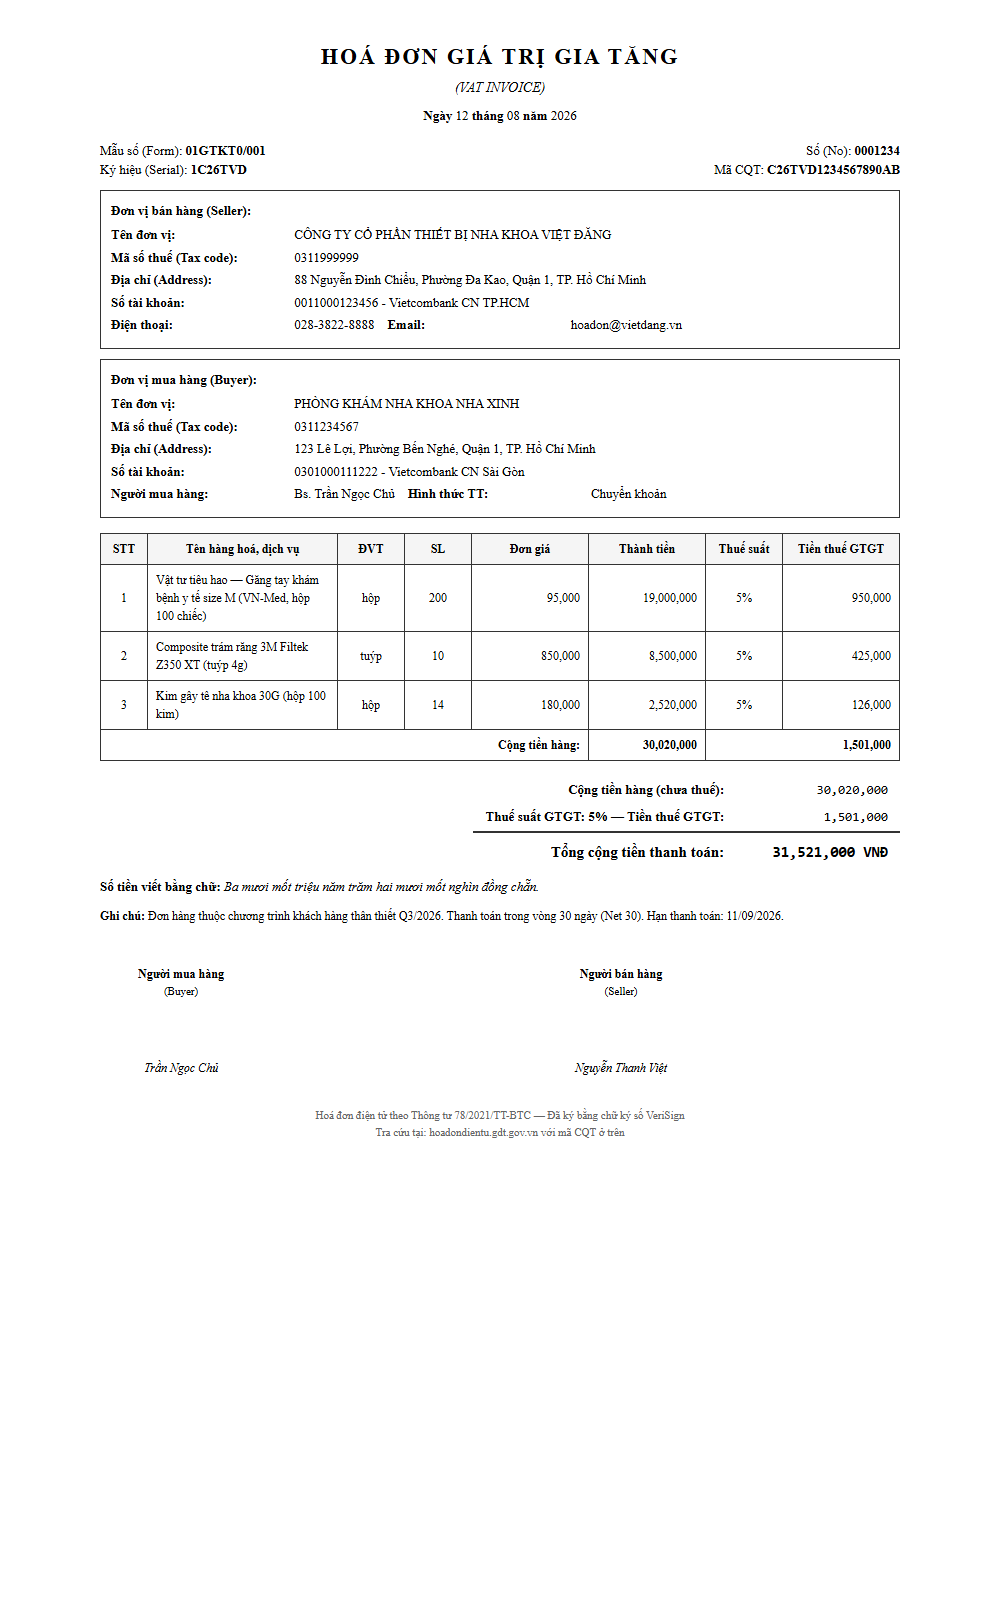 HOÁ ĐƠN GIÁ TRỊ GIA TĂNG
(VAT INVOICE)
Ngày 12 tháng 08 năm 2026
Mẫu số (Form): 01GTKT0/001
Số (No): 0001234
Ký hiệu (Serial): 1C26TVD
Mã CQT: C26TVD1234567890AB
Đơn vị bán hàng (Seller):
Tên đơn vị: CÔNG TY CỔ PHẦN THIẾT BỊ NHA KHOA VIỆT ĐĂNG
Mã số thuế (Tax code): 0311999999
Địa chỉ (Address): 88 Nguyễn Đình Chiểu, Phường Đa Kao, Quận 1, TP. Hồ Chí Minh
Số tài khoản: 0011000123456 - Vietcombank CN TP.HCM
Điện thoại: 028-3822-8888 Email: hoadon@vietdang.vn
Đơn vị mua hàng (Buyer):
Tên đơn vị: PHÒNG KHÁM NHA KHOA NHA XINH
Mã số thuế (Tax code): 0311234567
Địa chỉ (Address): 123 Lê Lợi, Phường Bến Nghé, Quận 1, TP. Hồ Chí Minh
Số tài khoản: 0301000111222 - Vietcombank CN Sài Gòn
Người mua hàng: Bs. Trần Ngọc Chủ Hình thức TT: Chuyển khoản
STT Tên hàng hoá, dịch vụ ĐVT SL Đơn giá Thành tiền Thuế suất Tiền thuế GTGT
Vật tư tiêu hao — Găng tay khám
1 bệnh y tế size M (VN-Med, hộp hộp 200 95,000 19,000,000 5% 950,000
100 chiếc)
Composite trám răng 3M Filtek
2 Z350 XT (tuýp 4g) tuýp 10 850,000 8,500,000 5% 425,000
Kim gây tê nha khoa 30G (hộp 100
3 kim) hộp 14 180,000 2,520,000 5% 126,000
Cộng tiền hàng: 30,020,000 1,501,000
Cộng tiền hàng (chưa thuế): 30,020,000
Thuế suất GTGT: 5% — Tiền thuế GTGT: 1,501,000
Tổng cộng tiền thanh toán: 31,521,000 VNĐ
Số tiền viết bằng chữ: Ba mươi mốt triệu năm trăm hai mươi mốt nghìn đồng chẵn.
Ghi chú: Đơn hàng thuộc chương trình khách hàng thân thiết Q3/2026. Thanh toán trong vòng 30 ngày (Net 30). Hạn thanh toán: 11/09/2026.
Người mua hàng
(Buyer)
Trần Ngọc Chủ
Người bán hàng
(Seller)
Nguyễn Thanh Việt
Hoá đơn điện tử theo Thông tư 78/2021/TT-BTC — Đã ký bằng chữ ký số VeriSign
Tra cứu tại: hoadondientu.gdt.gov.vn với mã CQT ở trên